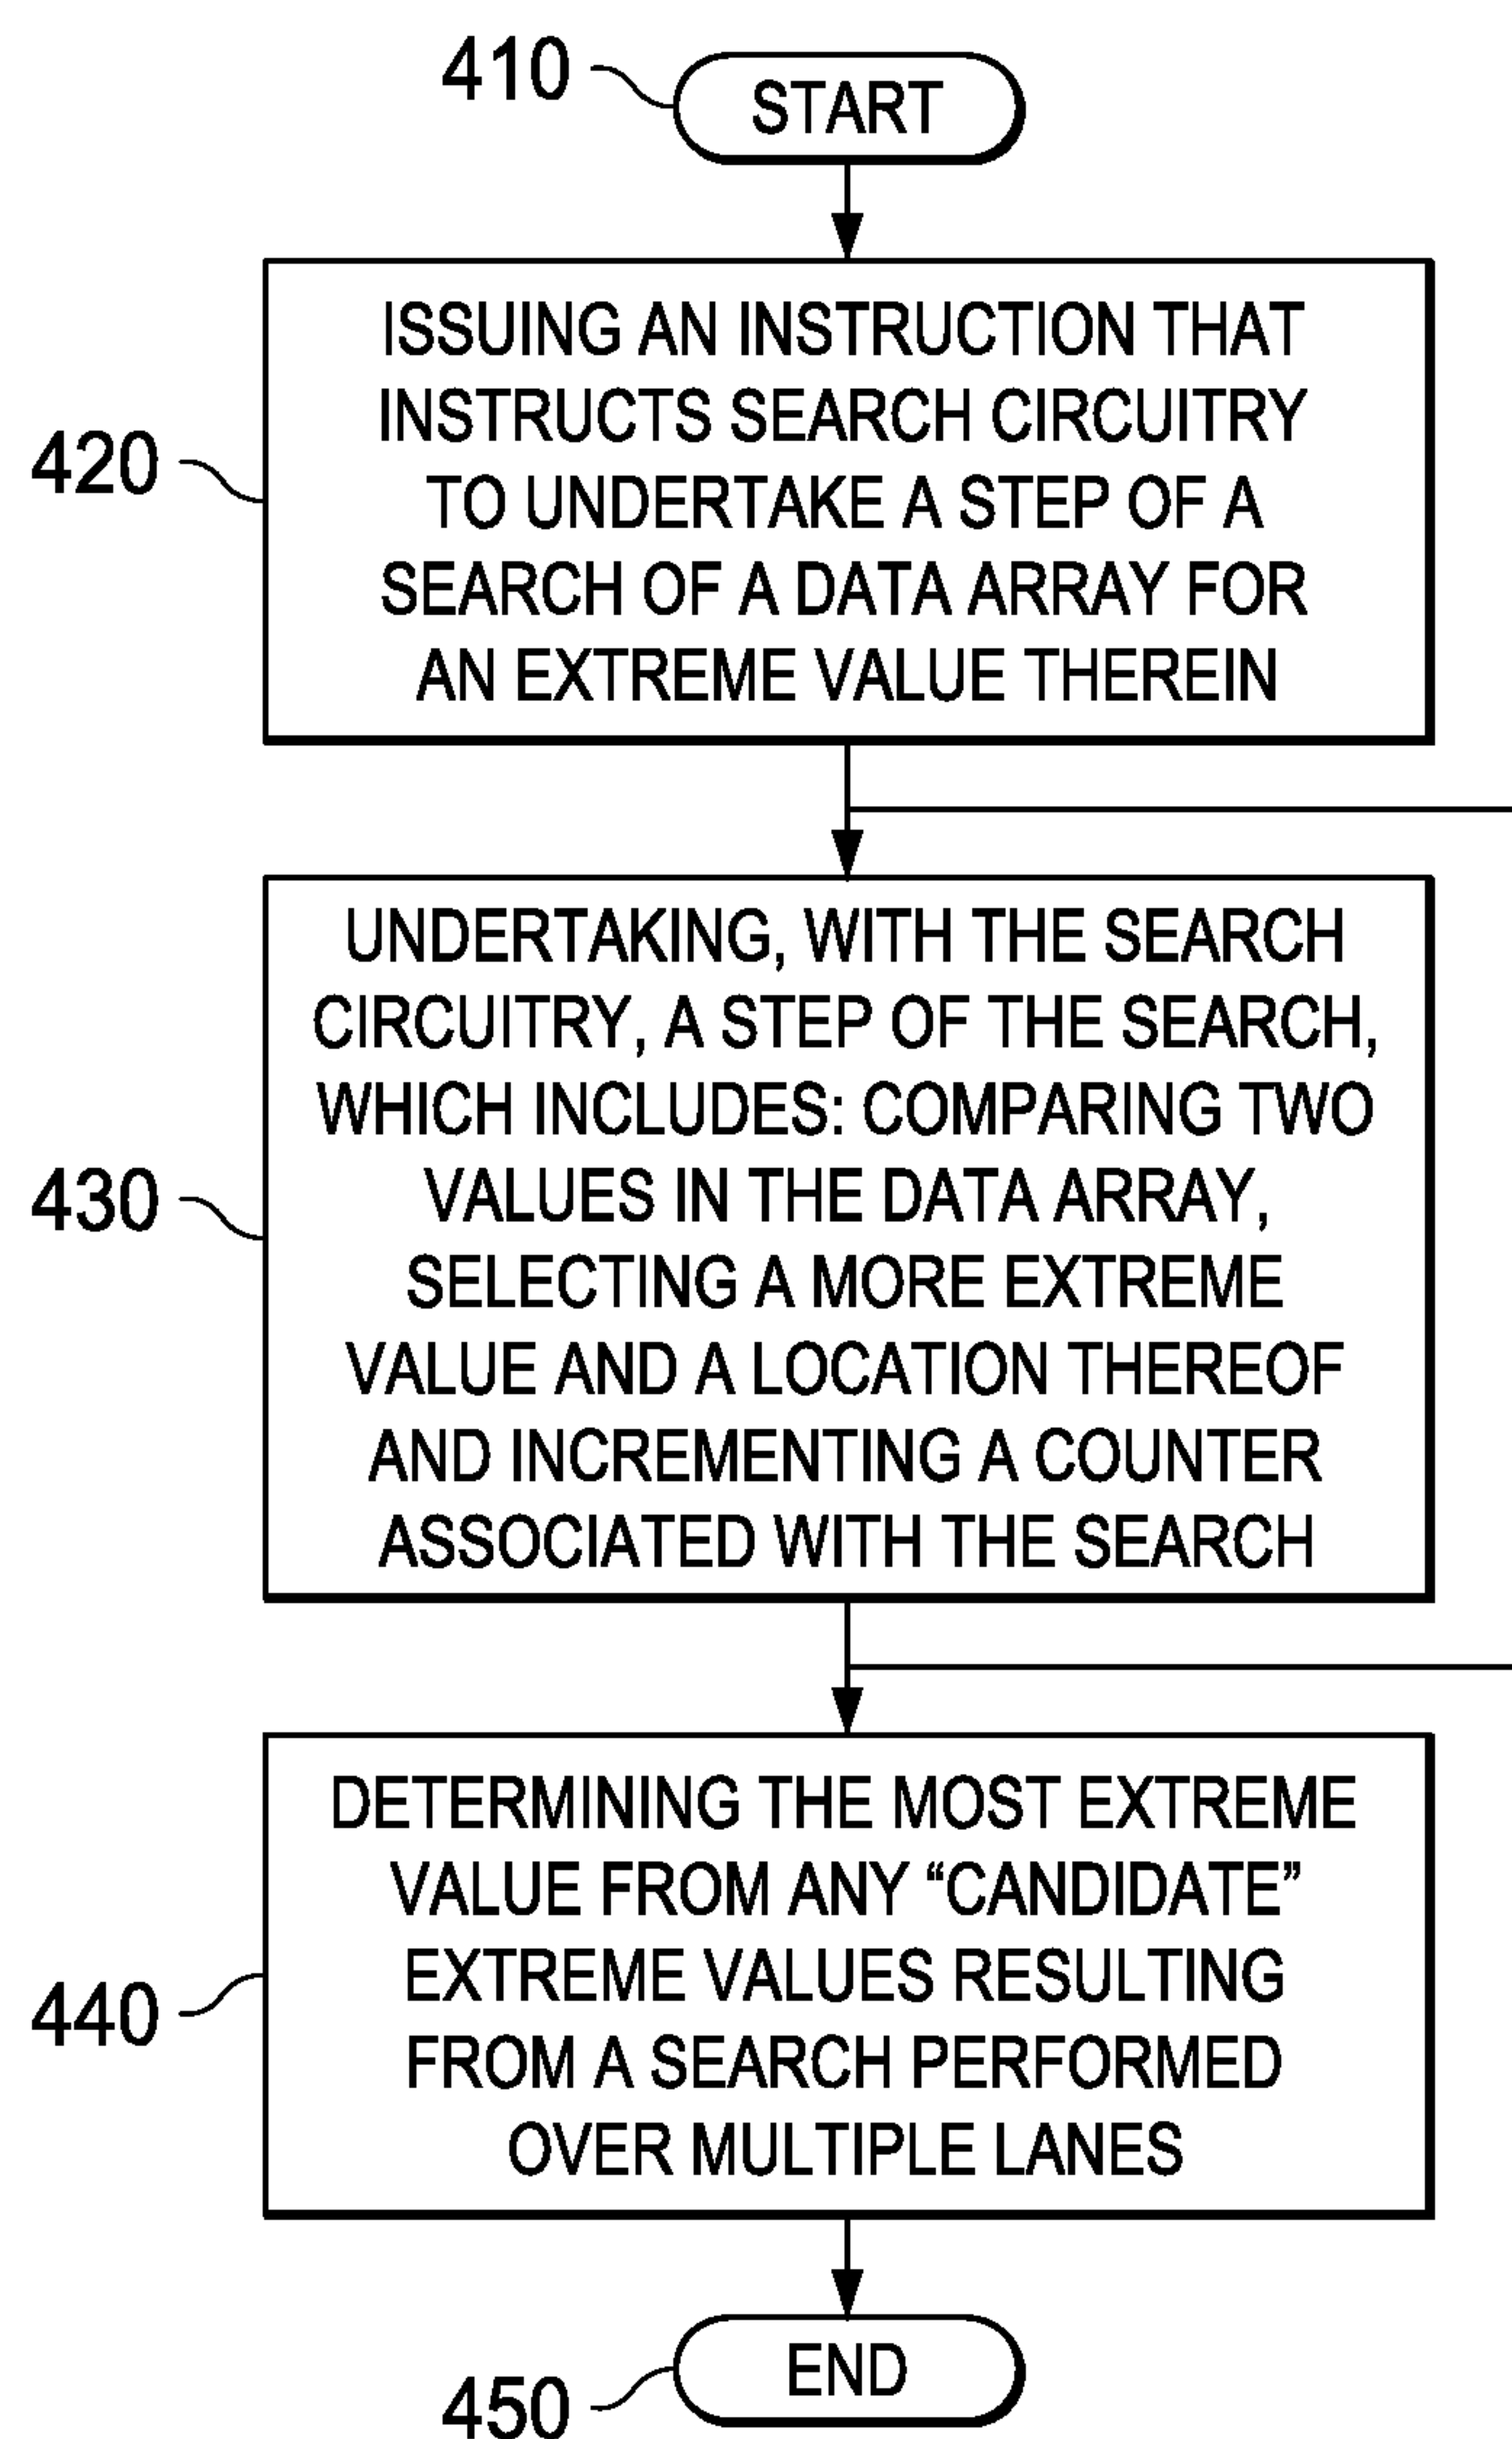 410
START
420
ISSUING AN INSTRUCTION THAT
INSTRUCTS SEARCH CIRCUITRY
TO UNDERTAKE A STEP OF A
SEARCH OF A DATA ARRAY FOR
AN EXTREME VALUE THEREIN
430
UNDERTAKING, WITH THE SEARCH
CIRCUITRY, A STEP OF THE SEARCH,
WHICH INCLUDES: COMPARING TWO
VALUES IN THE DATA ARRAY,
SELECTING A MORE EXTREME
VALUE AND A LOCATION THEREOF
AND INCREMENTING A COUNTER
ASSOCIATED WITH THE SEARCH
440
DETERMINING THE MOST EXTREME
VALUE FROM ANY “CANDIDATE”
EXTREME VALUES RESULTING
FROM A SEARCH PERFORMED
OVER MULTIPLE LANES
450
END